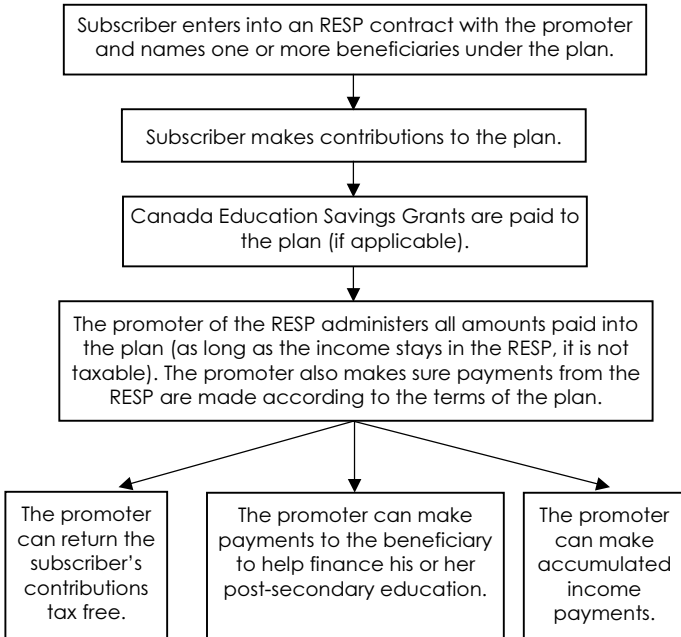 Subscriber enters into an RESP contract with the promoter
and names one or more beneficiaries under the plan.
Subscriber makes contributions to the plan.
Canada Education Savings Grants are paid to
the plan (if applicable).
The promoter of the RESP administers all amounts paid into
the plan (as long as the income stays in the RESP, it is not
taxable). The promoter also makes sure payments from the
RESP are made according to the terms of the plan.
The promoter
can return the
subscriber's
contributions
tax free.
The promoter can make
payments to the beneficiary
to help finance his or her
post-secondary education.
The promoter
can make
accumulated
income
payments.